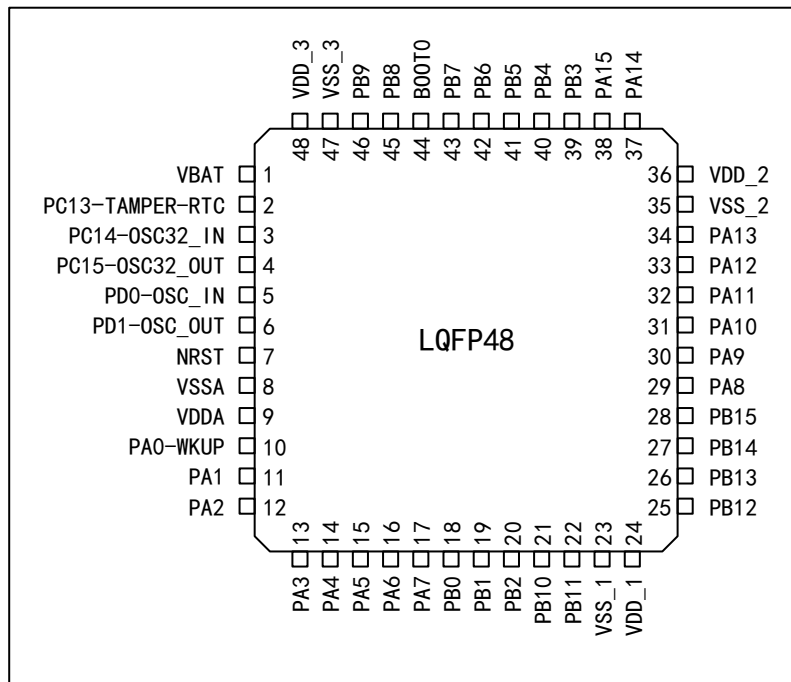 VDD_3 VSS_3 PB9 PB8 BOOT0 PB7 PB6 PB5 PB4 PB3 PA15 PA14
48 47 46 45 44 43 42 41 40 39 38 37
VBAT 1 36 VDD_2
PC13-TAMPER-RTC 2 35 VSS_2
PC14-OSC32_IN 3 34 PA13
PC15-OSC32_OUT 4 33 PA12
PD0-OSC_IN 5 32 PA11
PD1-OSC_OUT 6 31 PA10
LQFP48
NRST 7 30 PA9
VSSA 8 29 PA8
VDDA 9 28 PB15
PA0-WKUP 10 27 PB14
PA1 11 26 PB13
PA2 12 25 PB12
13 14 15 16 17 18 19 20 21 22 23 24
PA3 PA4 PA5 PA6 PA7 PB0 PB1 PB2 PB10 PB11 VSS_1 VDD_1